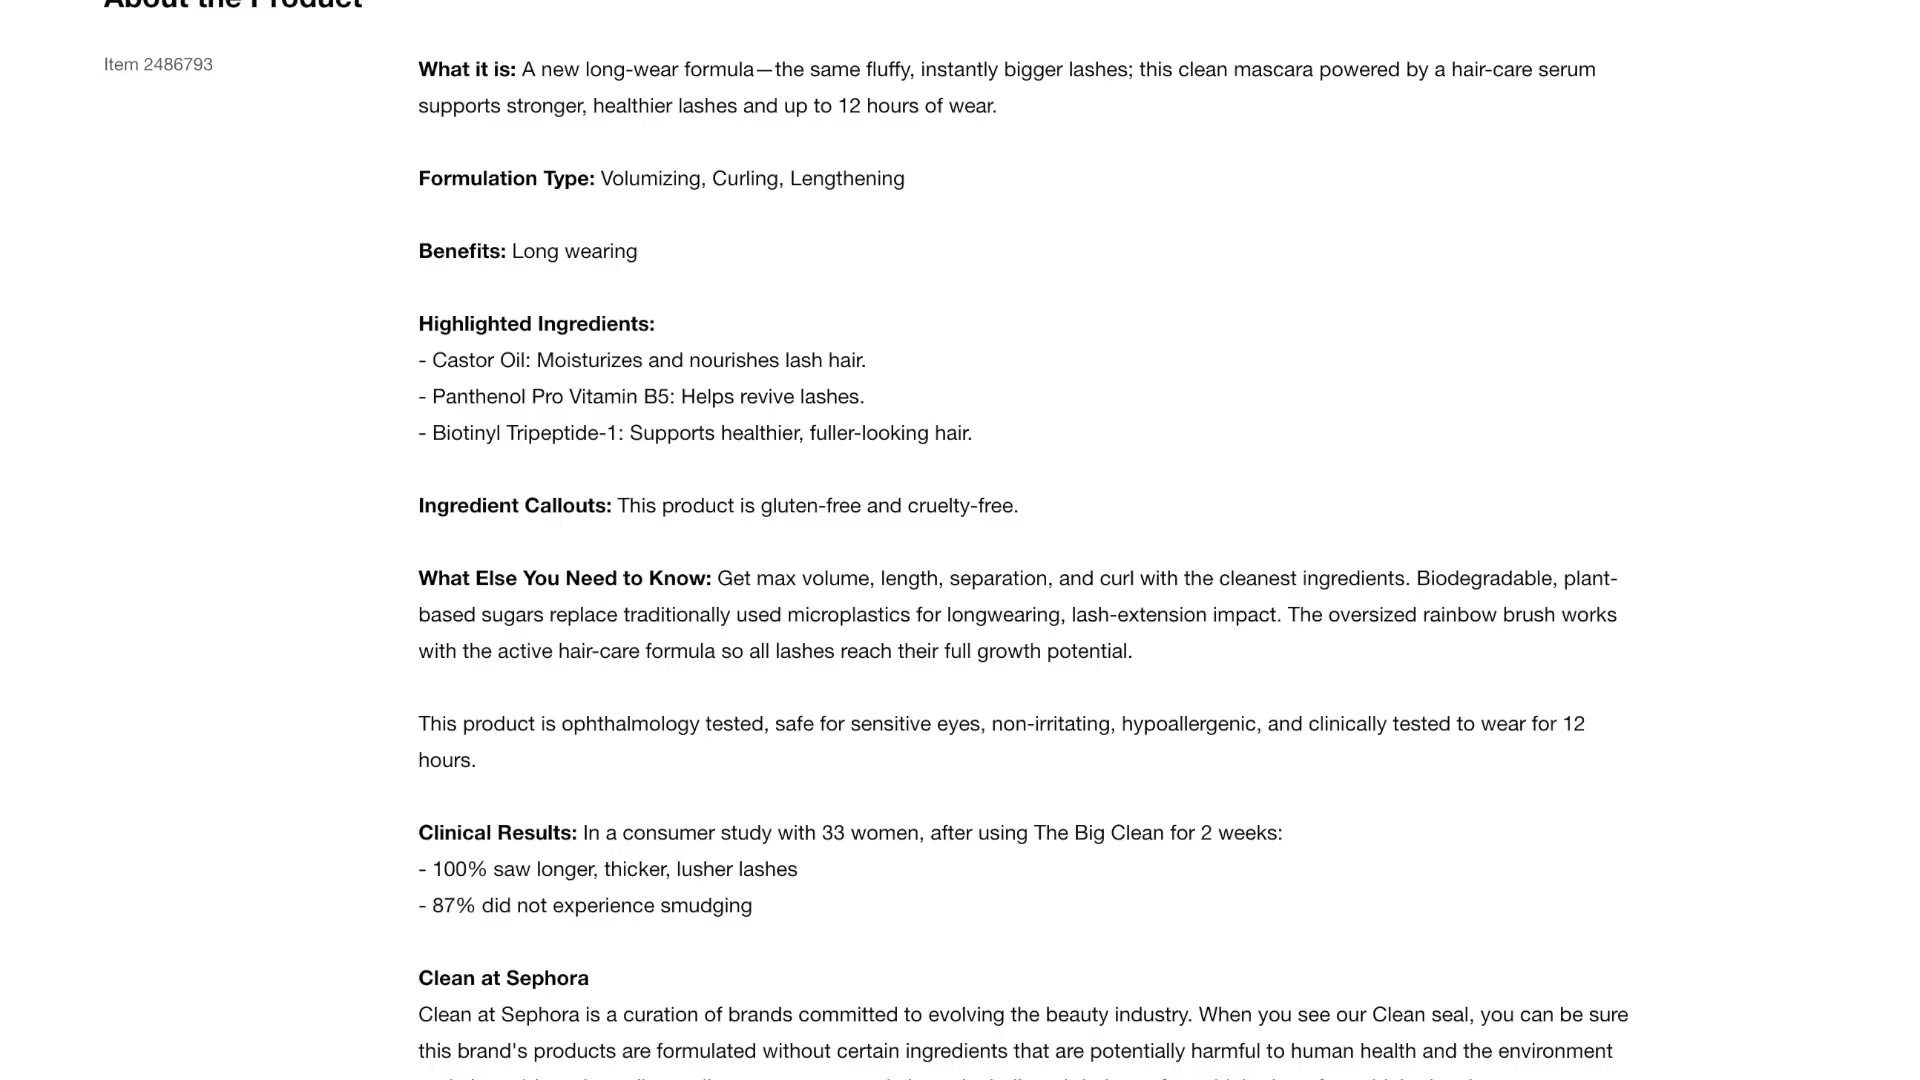 About the Product
Item 2486793
What it is: A new long-wear formula—the same fluffy, instantly bigger lashes; this clean mascara powered by a hair-care serum
supports stronger, healthier lashes and up to 12 hours of wear.
Formulation Type: Volumizing, Curling, Lengthening
Benefits: Long wearing
Highlighted Ingredients:
- Castor Oil: Moisturizes and nourishes lash hair.
- Panthenol Pro Vitamin B5: Helps revive lashes.
- Biotinyl Tripeptide-1: Supports healthier, fuller-looking hair.
Ingredient Callouts: This product is gluten-free and cruelty-free.
What Else You Need to Know: Get max volume, length, separation, and curl with the cleanest ingredients. Biodegradable, plant-
based sugars replace traditionally used microplastics for longwearing, lash-extension impact. The oversized rainbow brush works
with the active hair-care formula so all lashes reach their full growth potential.
This product is ophthalmology tested, safe for sensitive eyes, non-irritating, hypoallergenic, and clinically tested to wear for 12
hours.
Clinical Results: In a consumer study with 33 women, after using The Big Clean for 2 weeks:
- 100% saw longer, thicker, lusher lashes
- 87% did not experience smudging
Clean at Sephora
Clean at Sephora is a curation of brands committed to evolving the beauty industry. When you see our Clean seal, you can be sure
this brand's products are formulated without certain ingredients that are potentially harmful to human health and the environment